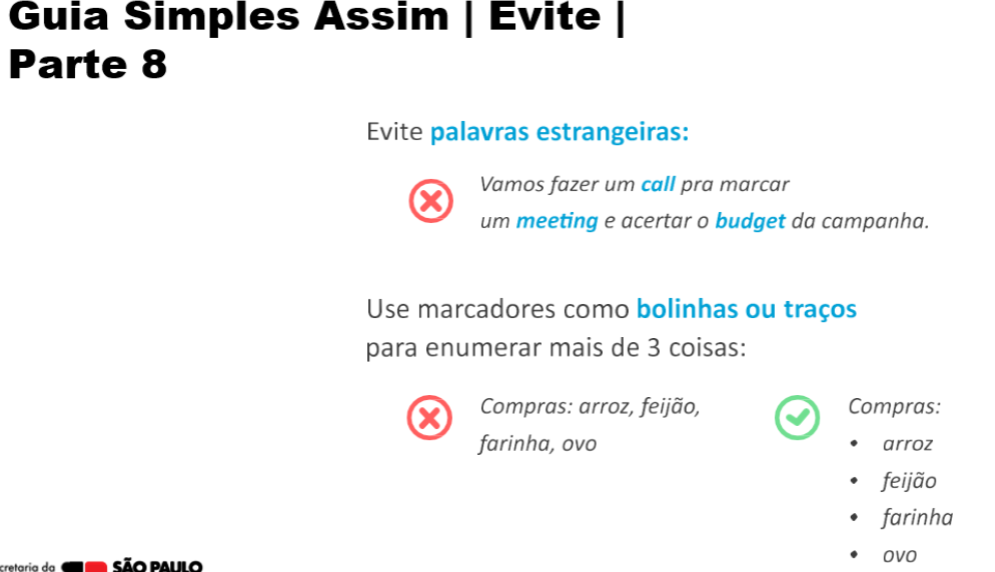 Guia Simples Assim | Evite |
Parte 8
Evite palavras estrangeiras:
Vamos fazer um call pra marcar
um meeting e acertar o budget da campanha.
Use marcadores como bolinhas ou traços
para enumerar mais de 3 coisas:
Compras: arroz, feijão,
farinha, ovo
Compras:
• arroz
• feijão
• farinha
• ovo
cretaria da SÃO PAULO